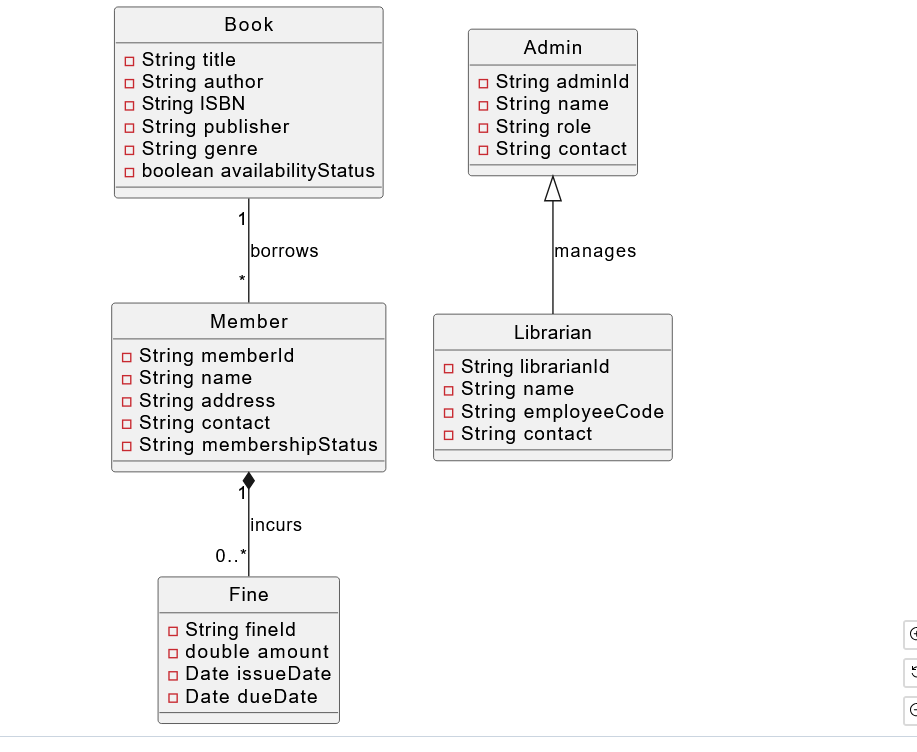 Book
String title
String author
String ISBN
String publisher
String genre
boolean availabilityStatus
1
borrows
*
Member
String memberId
String name
String address
String contact
String membershipStatus
1
incurs
0..*
Fine
String fineId
double amount
Date issueDate
Date dueDate
Admin
String adminId
String name
String role
String contact
manages
Librarian
String librarianId
String name
String employeeCode
String contact